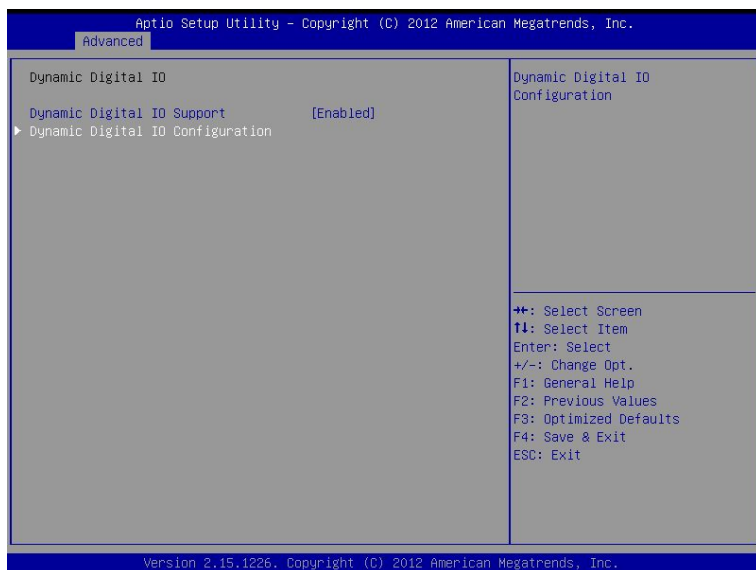 Aptio Setup Utility – Copyright (C) 2012 American Megatrends, Inc.
Advanced
Dynamic Digital IO
Dynamic Digital IO Support [Enabled]
▶ Dynamic Digital IO Configuration
Dynamic Digital IO
Configuration
→←: Select Screen
↑↓: Select Item
Enter: Select
+/-: Change Opt.
F1: General Help
F2: Previous Values
F3: Optimized Defaults
F4: Save & Exit
ESC: Exit
Version 2.15.1226. Copyright (C) 2012 American Megatrends, Inc.